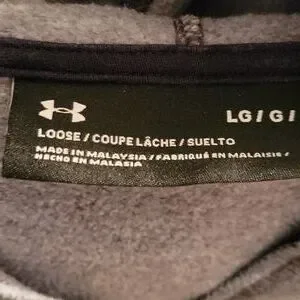 LG / G /
LOOSE / COUPE LÂCHE / SUELTO
MADE IN MALAYSIA / FABRIQUÉ EN MALAISIE /
HECHO EN MALASIA